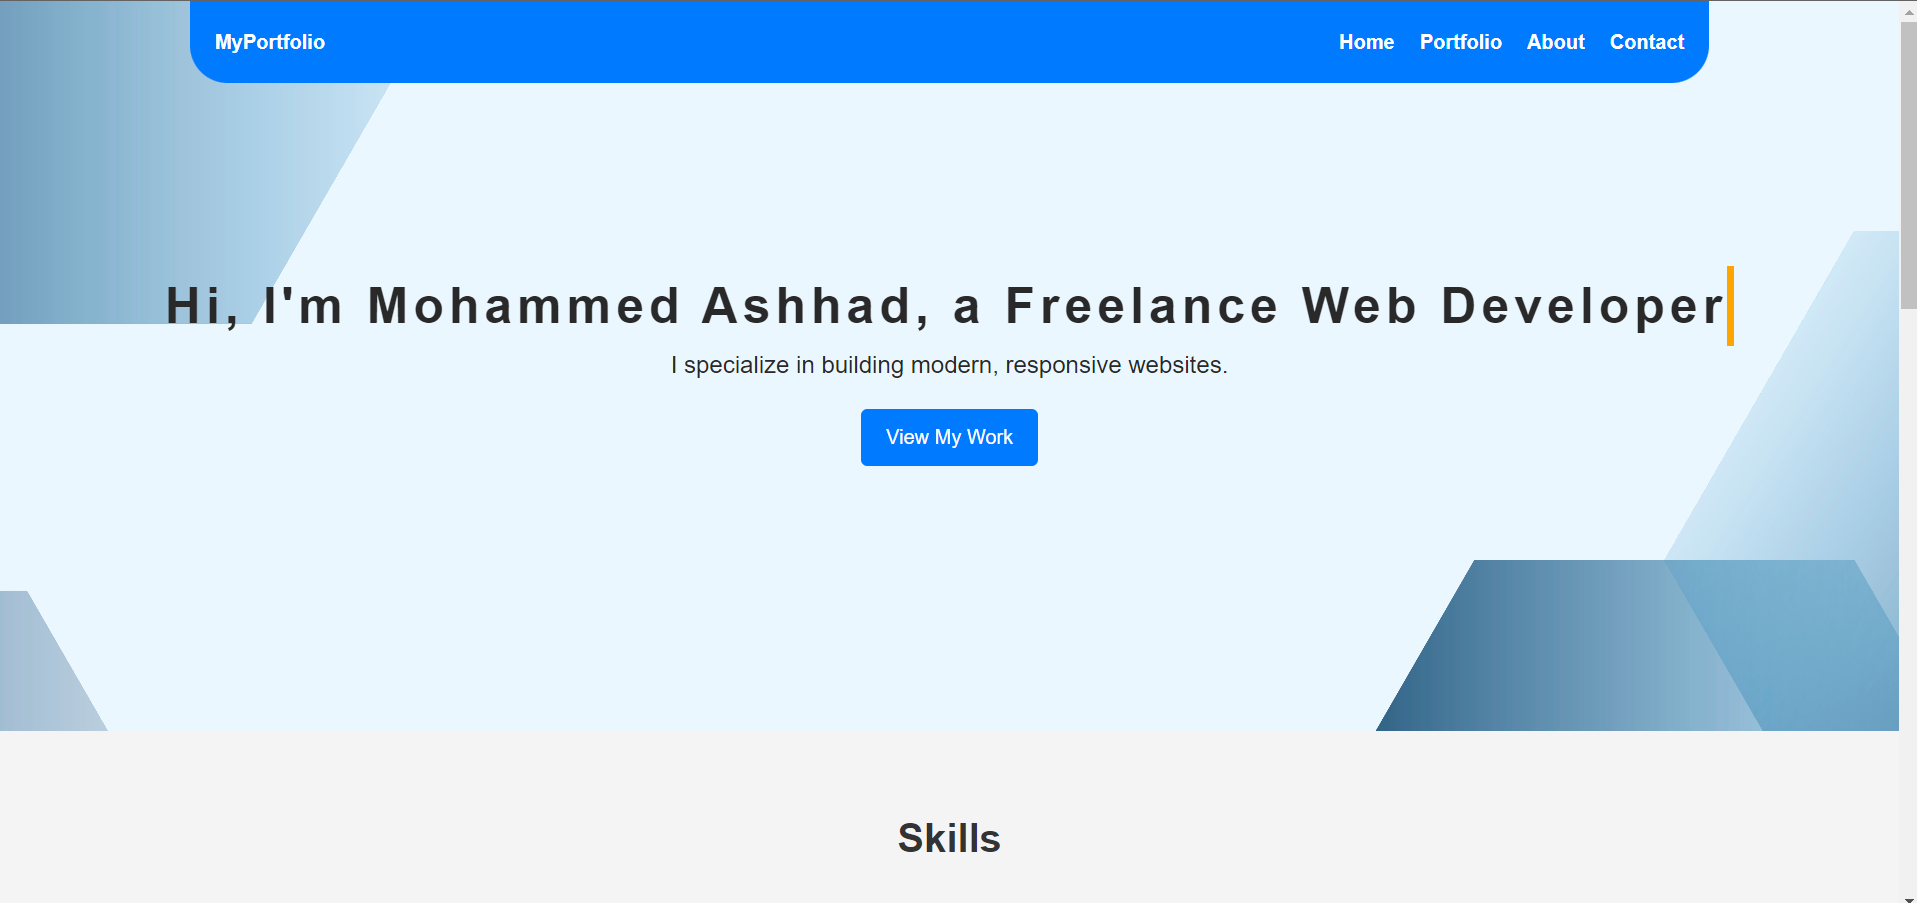 MyPortfolio
Home Portfolio About Contact
Hi, I'm Mohammed Ashhad, a Freelance Web Developer
I specialize in building modern, responsive websites.
View My Work
Skills